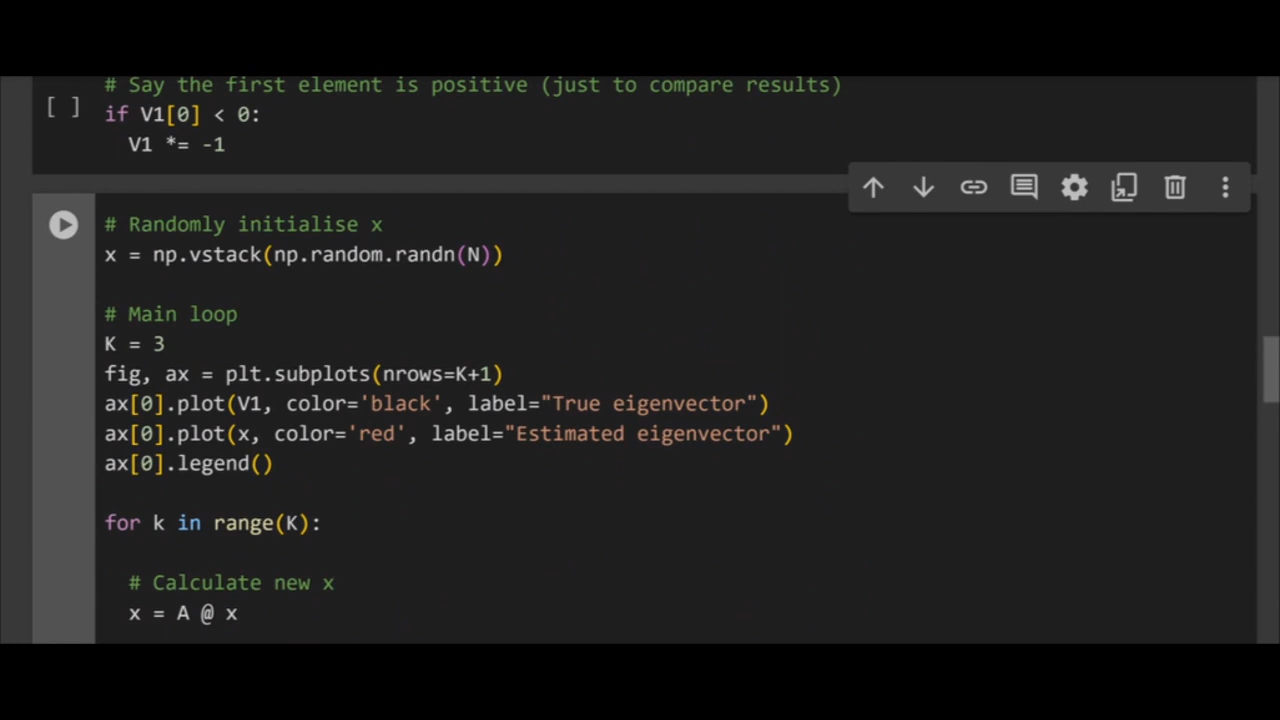 # Say the first element is positive (just to compare results)
[ ] if V1[0] < 0:
V1 *= -1
# Randomly initialise x
x = np.vstack(np.random.randn(N))
# Main loop
K = 3
fig, ax = plt.subplots(nrows=K+1)
ax[0].plot(V1, color='black', label="True eigenvector")
ax[0].plot(x, color='red', label="Estimated eigenvector")
ax[0].legend()
for k in range(K):
# Calculate new x
x = A @ x